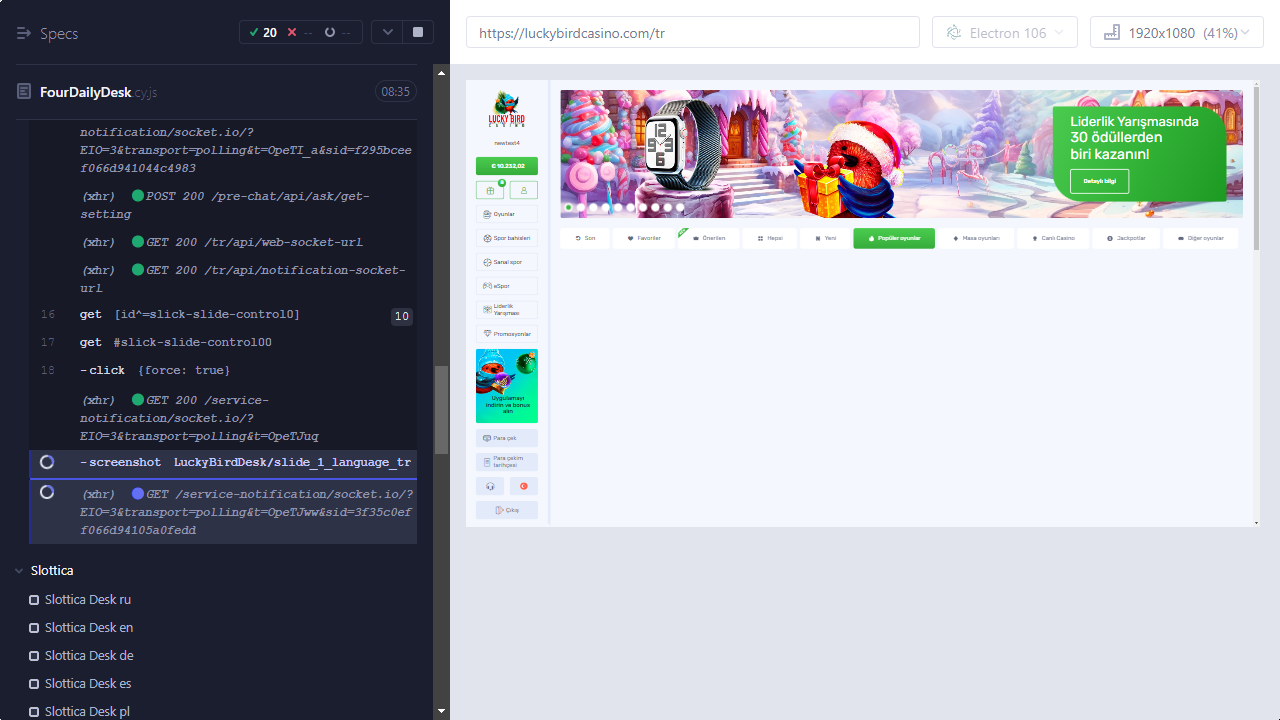 Specs
20
--
--
https://luckybirdcasino.com/tr
Electron 106
1920x1080 (41%)
FourDailyDesk.cy.js
08:35
notification/socket.io/?
EIO=3&transport=polling&t=OpeTI_a&sid=f295bcee
f066d941044c4983
(xhr) POST 200 /pre-chat/api/ask/get-
setting
(xhr) GET 200 /tr/api/web-socket-url
(xhr) GET 200 /tr/api/notification-socket-
url
16 get [id^=slick-slide-control0] 10
17 get #slick-slide-control00
18 -click {force: true}
(xhr) GET 200 /service-
notification/socket.io/?
EIO=3&transport=polling&t=OpeTJuq
-screenshot LuckyBirdDesk/slide_1_language_tr
(xhr) GET /service-notification/socket.io/?
EIO=3&transport=polling&t=OpeTJww&sid=3f35c0ef
f066d94105a0fedd
Slottica
Slottica Desk ru
Slottica Desk en
Slottica Desk de
Slottica Desk es
Slottica Desk pl
LUCKY BIRD
CASINO
newtest4
€ 10.232,02
Oyunlar
Spor bahisleri
Sanal spor
eSpor
Liderlik
Yarışması
Promosyonlar
Uygulamayı
indirin ve bonus
alın
Para çek
Para çekim
tarihçesi
Çıkış
Liderlik Yarışmasında
30 ödüllerden
biri kazanın!
Detaylı bilgi
Son
Favoriler
Önerilen
Hepsi
Yeni
Popüler oyunlar
Masa oyunları
Canlı Casino
Jackpotlar
Diğer oyunlar